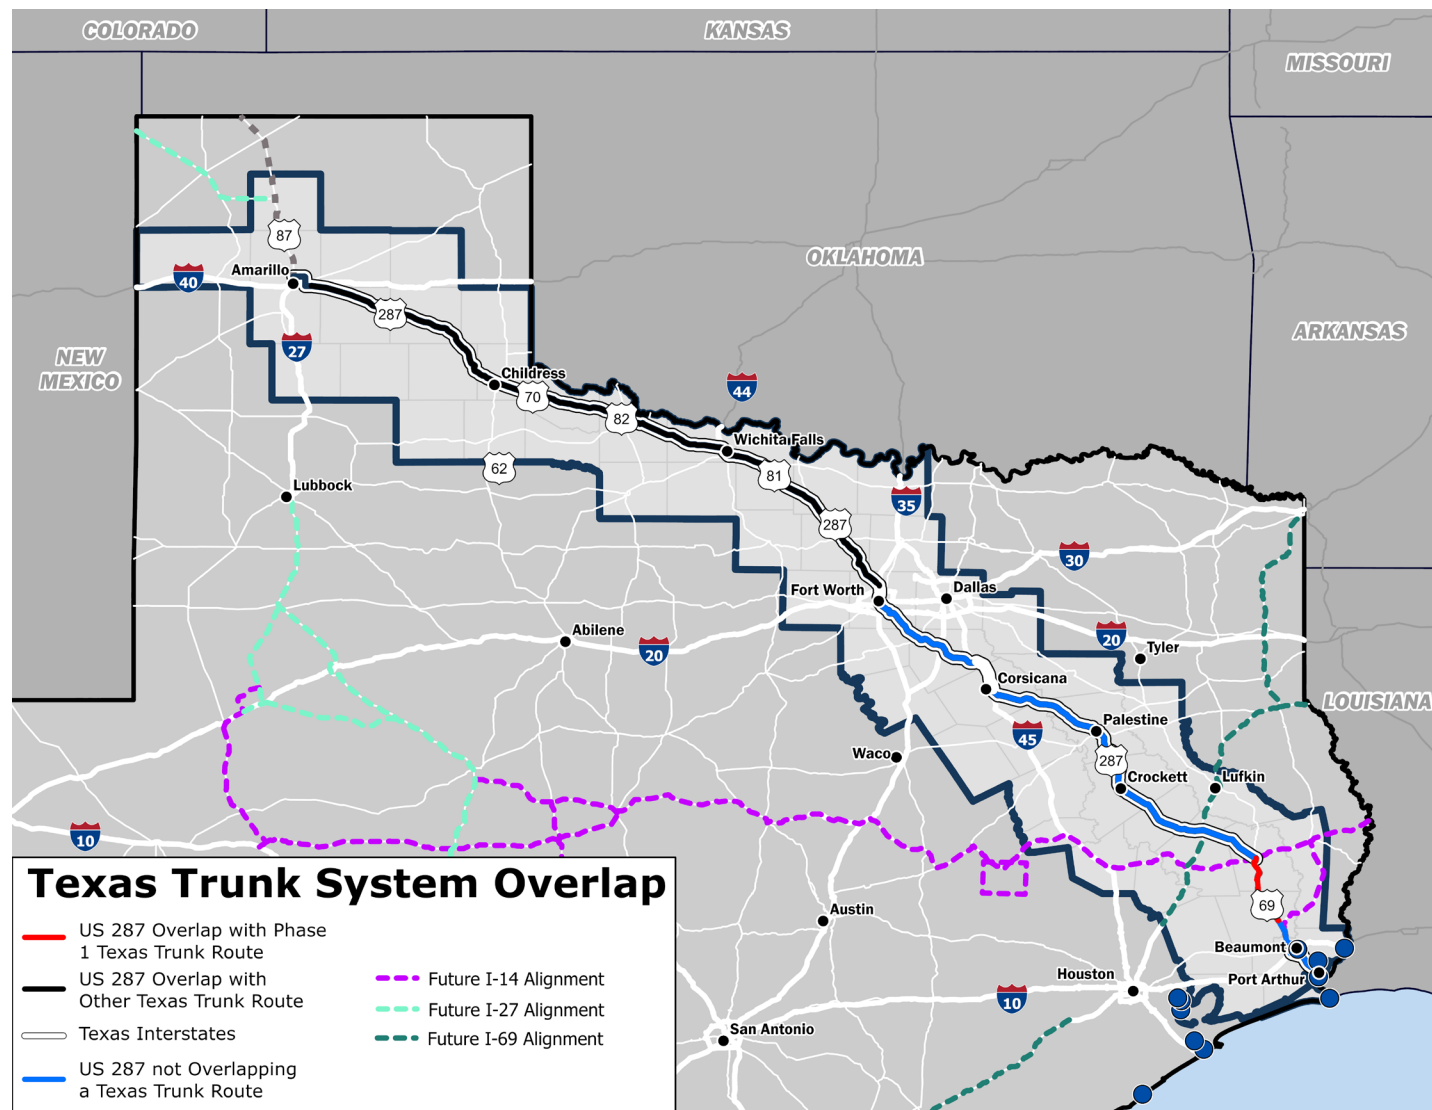 COLORADO
KANSAS
MISSOURI
87
OKLAHOMA
Amarillo
40
287
ARKANSAS
27
NEW
MEXICO
Childress
44
70
82
Wichita Falls
62
81
Lubbock
35
287
30
Fort Worth
Dallas
Abilene
20
20
Tyler
Corsicana
LOUISIANA
Palestine
45
Waco
287
Crockett
Lufkin
10
69
Austin
Beaumont
Houston
Port Arthur
10
San Antonio
Texas Trunk System Overlap
US 287 Overlap with Phase
1 Texas Trunk Route
US 287 Overlap with
Other Texas Trunk Route
Texas Interstates
US 287 not Overlapping
a Texas Trunk Route
Future I-14 Alignment
Future I-27 Alignment
Future I-69 Alignment